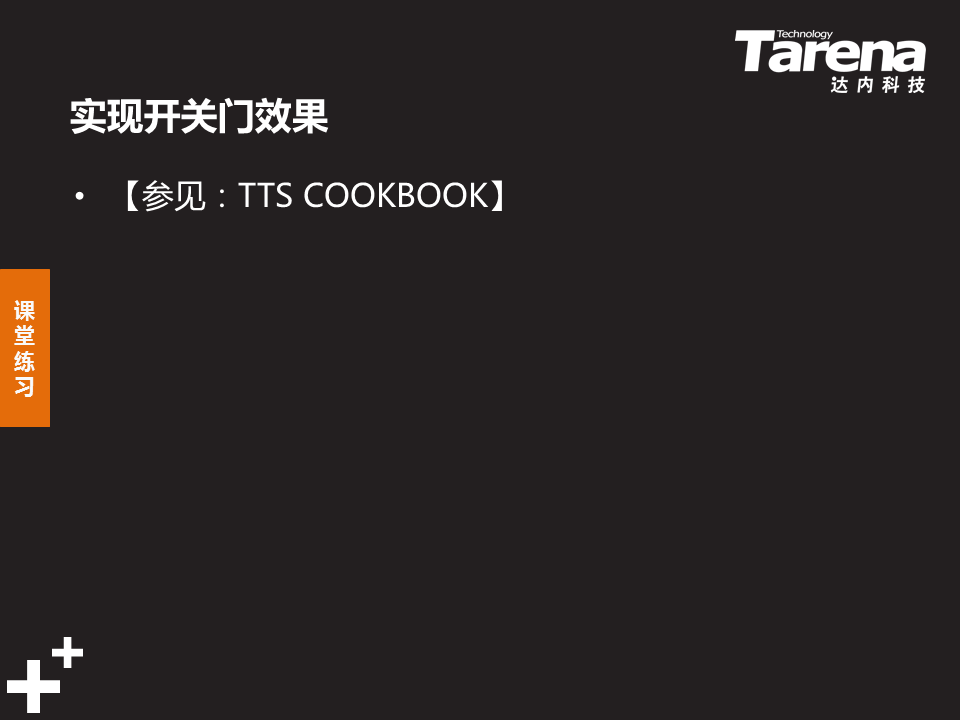 Technology
Tarena
达内科技
实现开关门效果
• 【参见：TTS COOKBOOK】
课
堂
练
习